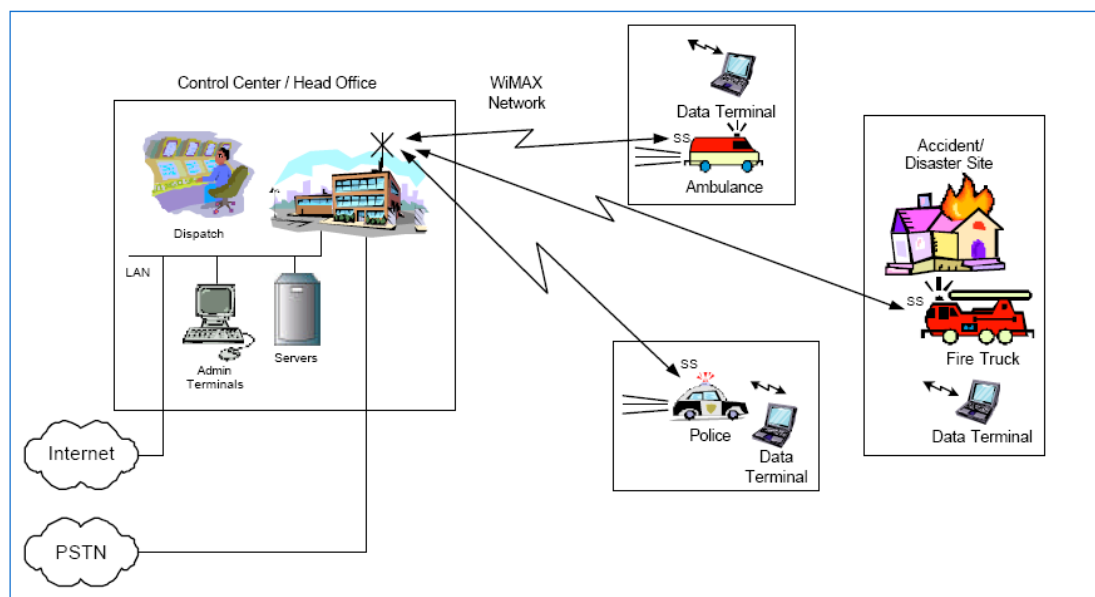 Control Center / Head Office
WiMAX
Network
Dispatch
LAN
Admin
Terminals
Servers
Internet
PSTN
Data Terminal
SS
Ambulance
SS
Police
Data
Terminal
Accident/
Disaster Site
SS
Fire Truck
Data Terminal